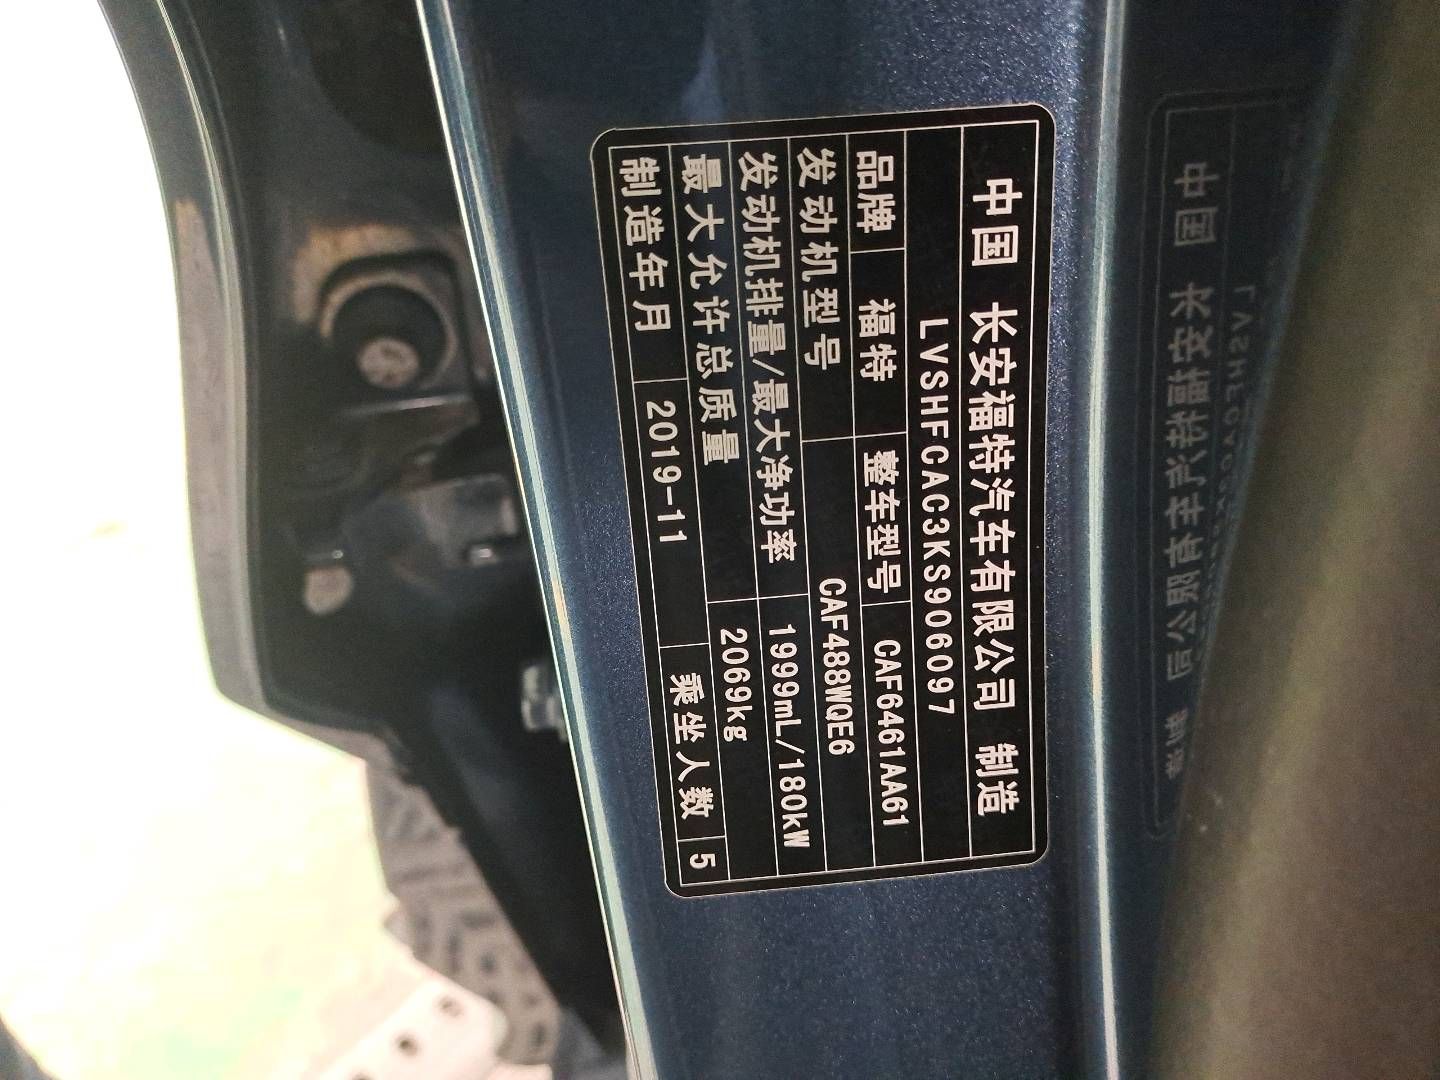 中国 长安福特汽车有限公司 制造
LVSHFCAC3KS906097
品牌 福特 整车型号 CAF6461AA61
发动机型号 CAF488WQE6
发动机排量/最大净功率 1999mL/180kW
最大允许总质量 2069kg
制造年月 2019-11 乘坐人数 5